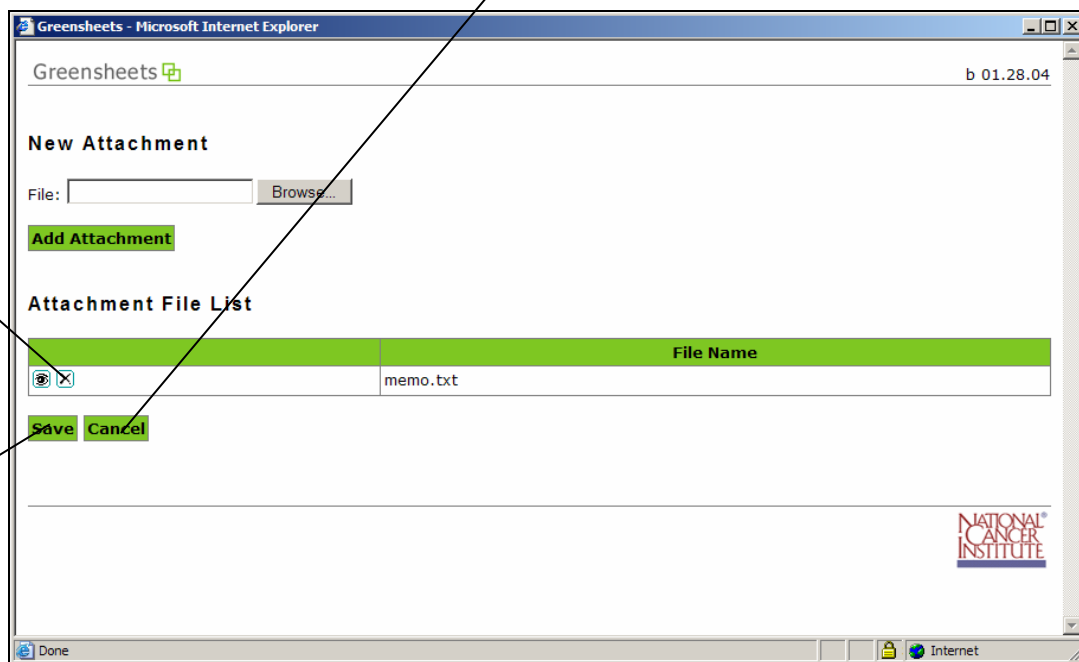 Greensheets - Microsoft Internet Explorer
Greensheets
b 01.28.04
New Attachment
File: Browse...
Add Attachment
Attachment File List
File Name
memo.txt
Save Cancel
NATIONAL®
CANCER
INSTITUTE
Done Internet